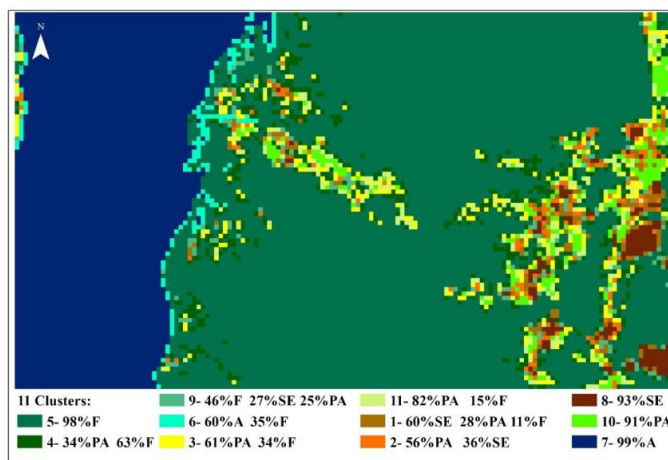 N
11 Clusters:
9- 46%F 27%SE 25%PA
11- 82%PA 15%F
8- 93%SE
5- 98%F
6- 60%A 35%F
1- 60%SE 28%PA 11%F
10- 91%PA
4- 34%PA 63%F
3- 61%PA 34%F
2- 56%PA 36%SE
7- 99%A